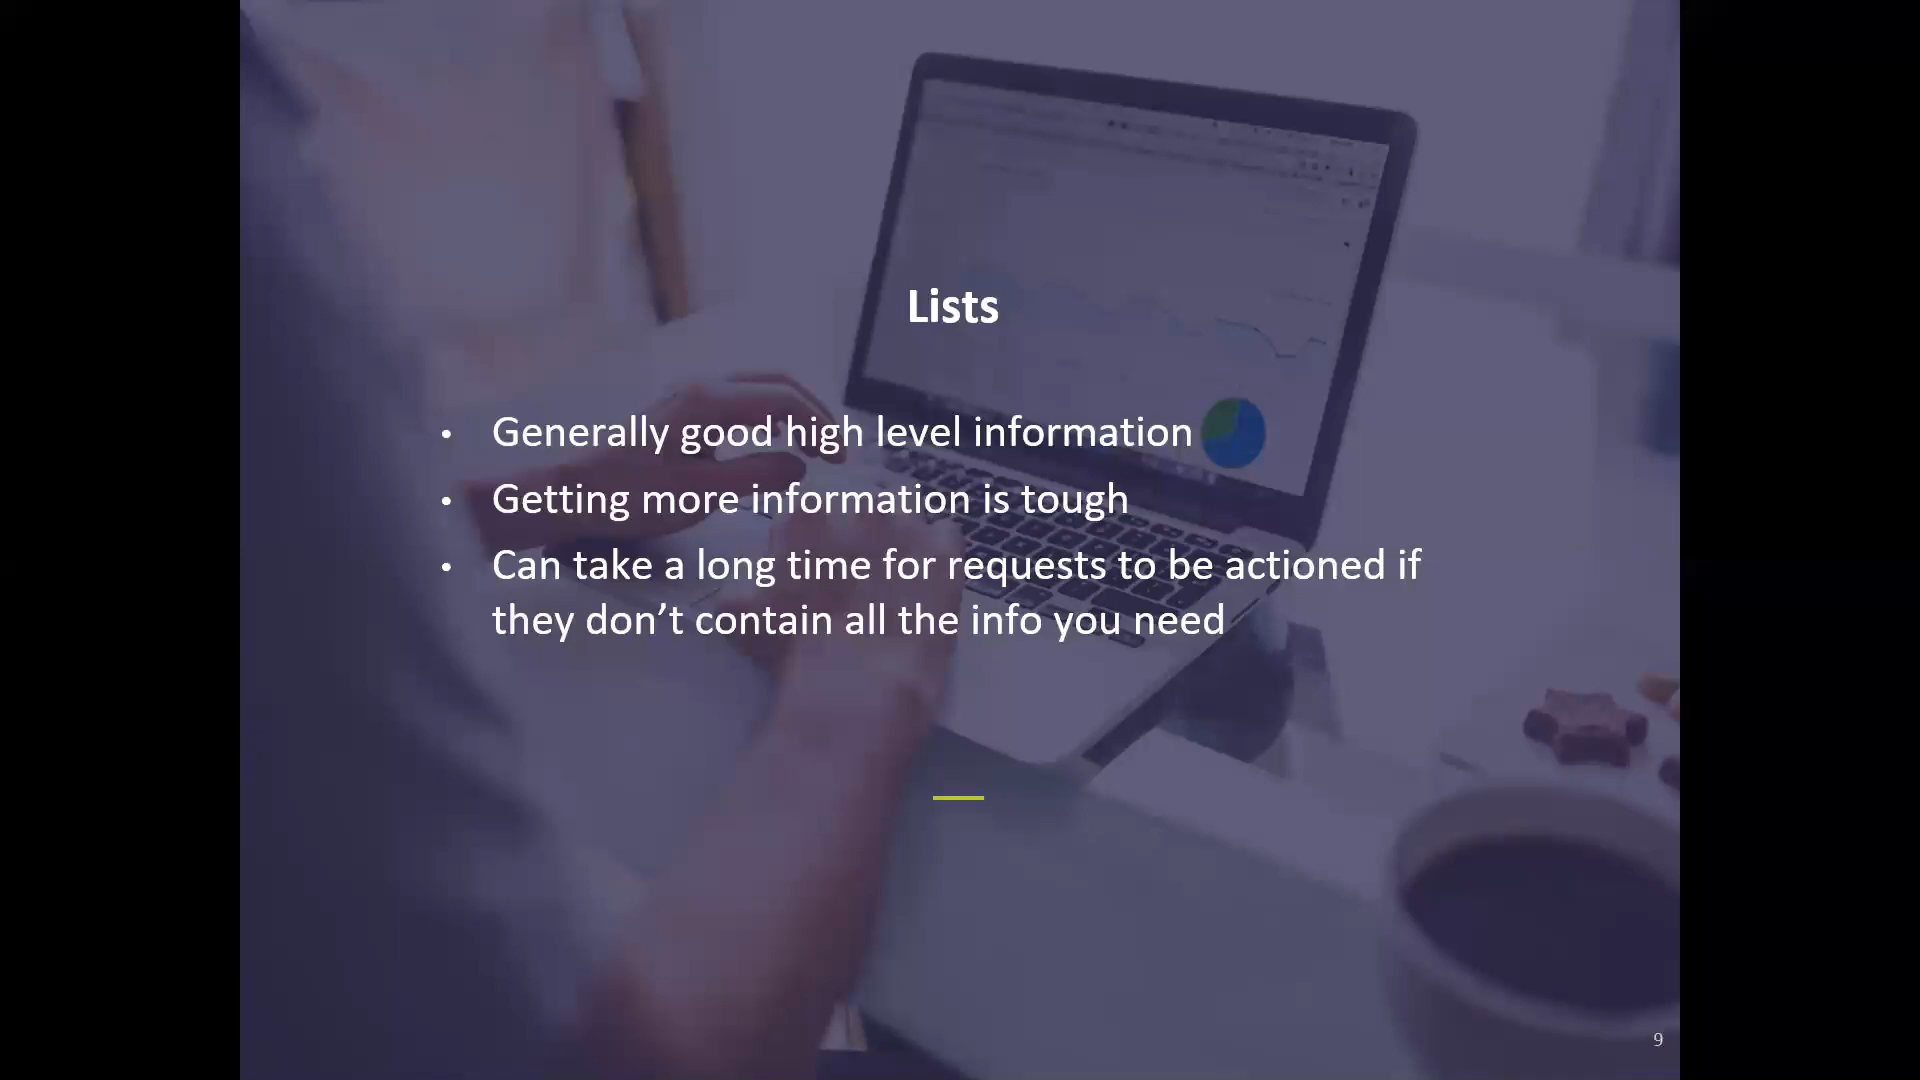 Lists
• Generally good high level information
• Getting more information is tough
• Can take a long time for requests to be actioned if
they don’t contain all the info you need
9